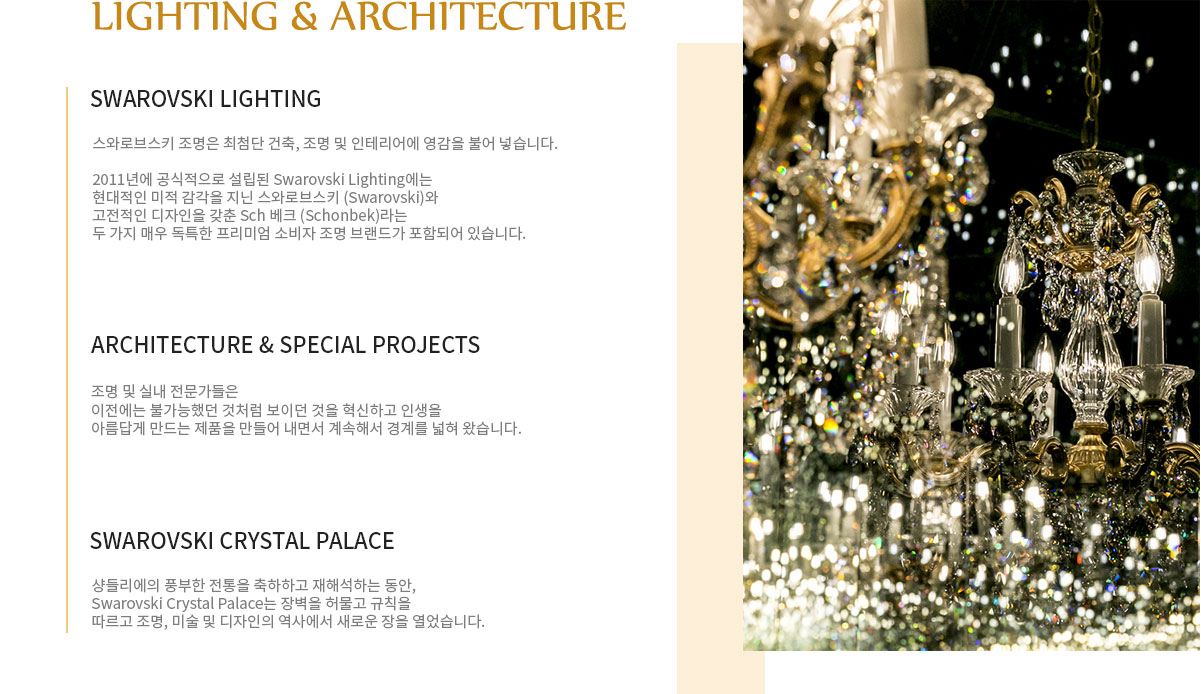 LIGHTING & ARCHITECTURE
SWAROVSKI LIGHTING
스와로브스키 조명은 최첨단 건축, 조명 및 인테리어에 영감을 불어 넣습니다.
2011년에 공식적으로 설립된 Swarovski Lighting에는
현대적인 미적 감각을 지닌 스와로브스키 (Swarovski)와
고전적인 디자인을 갖춘 Sch 베크 (Schonbek)라는
두 가지 매우 독특한 프리미엄 소비자 조명 브랜드가 포함되어 있습니다.
ARCHITECTURE & SPECIAL PROJECTS
조명 및 실내 전문가들은
이전에는 불가능했던 것처럼 보이던 것을 혁신하고 인생을
아름답게 만드는 제품을 만들어 내면서 계속해서 경계를 넓혀 왔습니다.
SWAROVSKI CRYSTAL PALACE
샹들리에의 풍부한 전통을 축하하고 재해석하는 동안,
Swarovski Crystal Palace는 장벽을 허물고 규칙을
따르고 조명, 미술 및 디자인의 역사에서 새로운 장을 열었습니다.